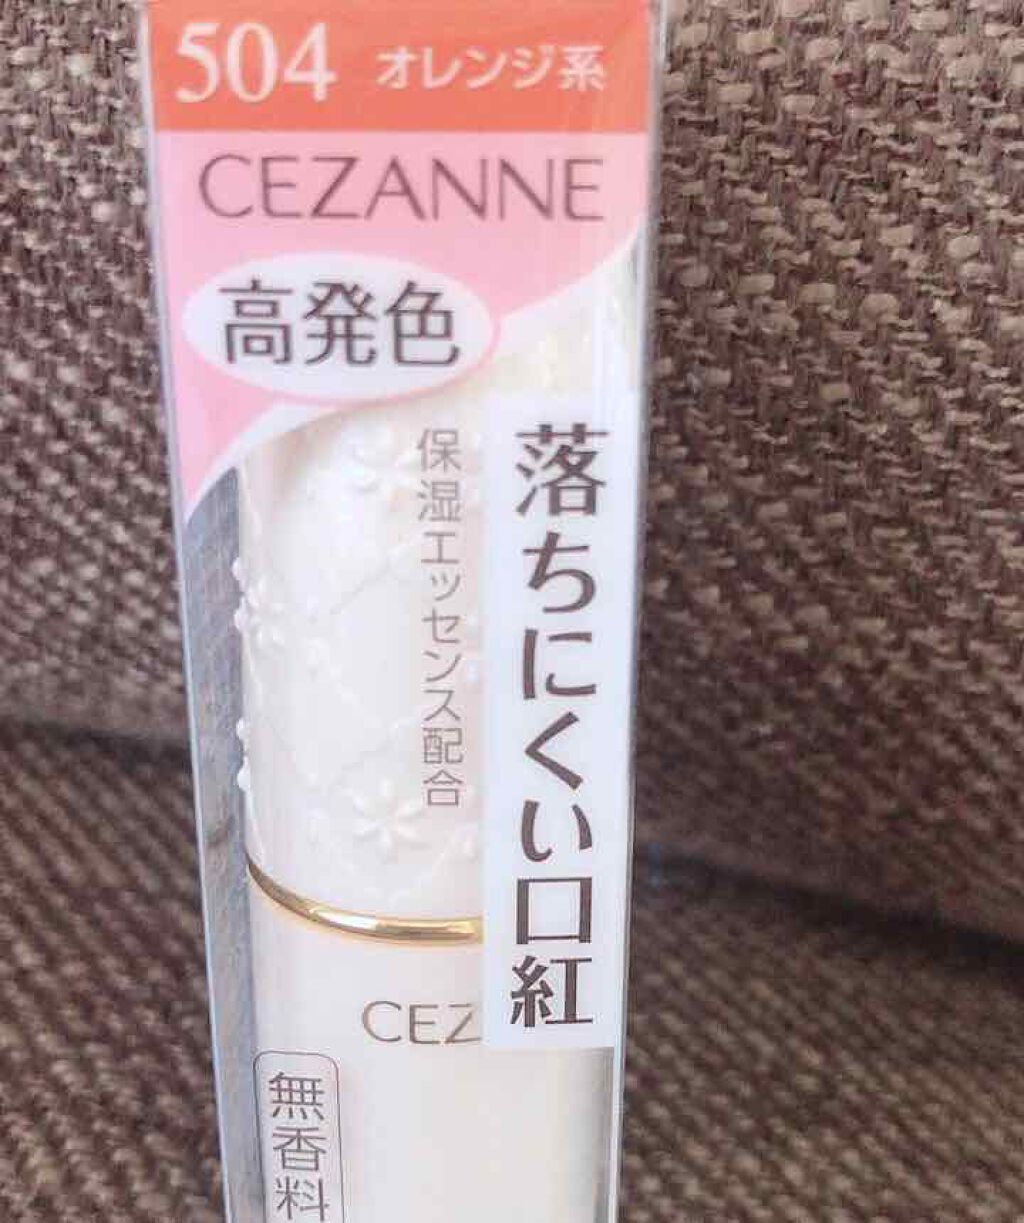 504 オレンジ系
CEZANNE
高発色
落ちにくい口紅
保湿エッセンス配合
CEZ
無香料